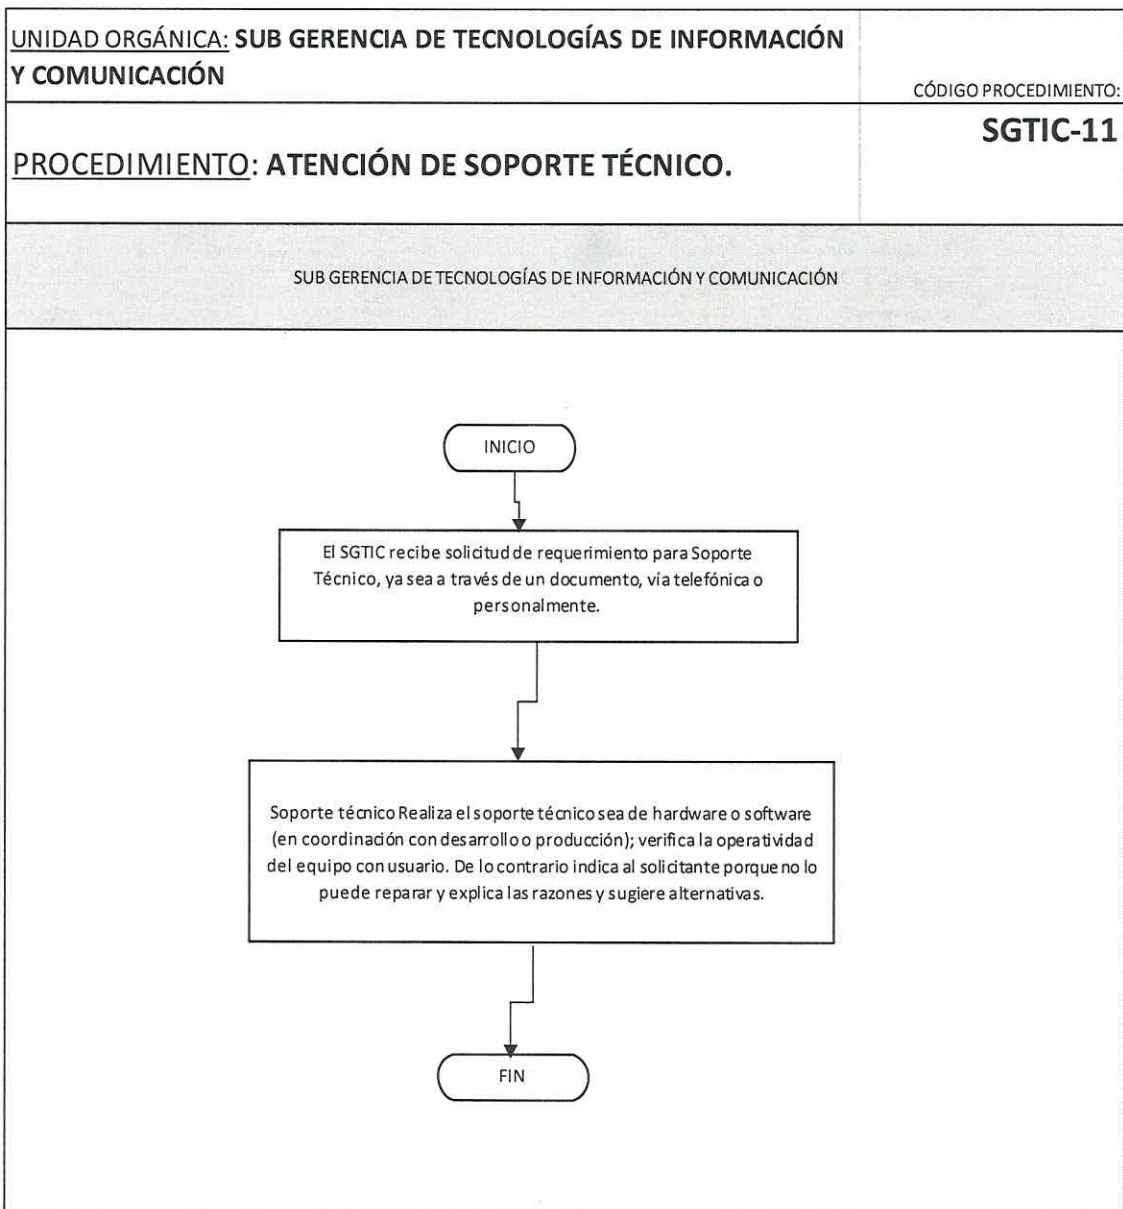 UNIDAD ORGÁNICA: SUB GERENCIA DE TECNOLOGÍAS DE INFORMACIÓN
Y COMUNICACIÓN
CÓDIGO PROCEDIMIENTO:
SGTIC-11
PROCEDIMIENTO: ATENCIÓN DE SOPORTE TÉCNICO.
SUB GERENCIA DE TECNOLOGÍAS DE INFORMACIÓN Y COMUNICACIÓN
INICIO
El SGTIC recibe solicitud de requerimiento para Soporte
Técnico, ya sea a través de un documento, vía telefónica o
personalmente.
Soporte técnico Realiza el soporte técnico sea de hardware o software
(en coordinación con desarrollo o producción); verifica la operatividad
del equipo con usuario. De lo contrario indica al solicitante porque no lo
puede reparar y explica las razones y sugiere alternativas.
FIN